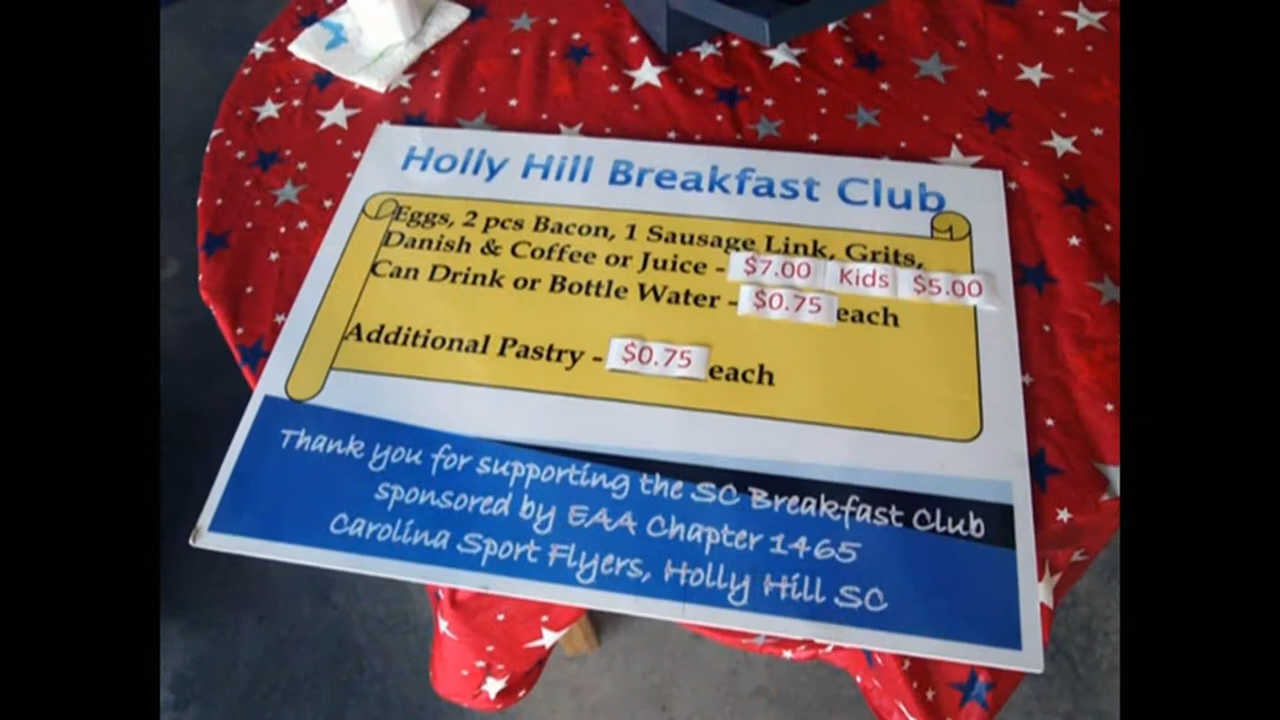 Holly Hill Breakfast Club
Eggs, 2 pcs Bacon, 1 Sausage Link, Grits,
Danish & Coffee or Juice - $7.00 Kids $5.00
Can Drink or Bottle Water - $0.75 each
Additional Pastry - $0.75 each
Thank you for supporting the SC Breakfast Club
sponsored by EAA Chapter 1465
Carolina Sport Flyers, Holly Hill SC